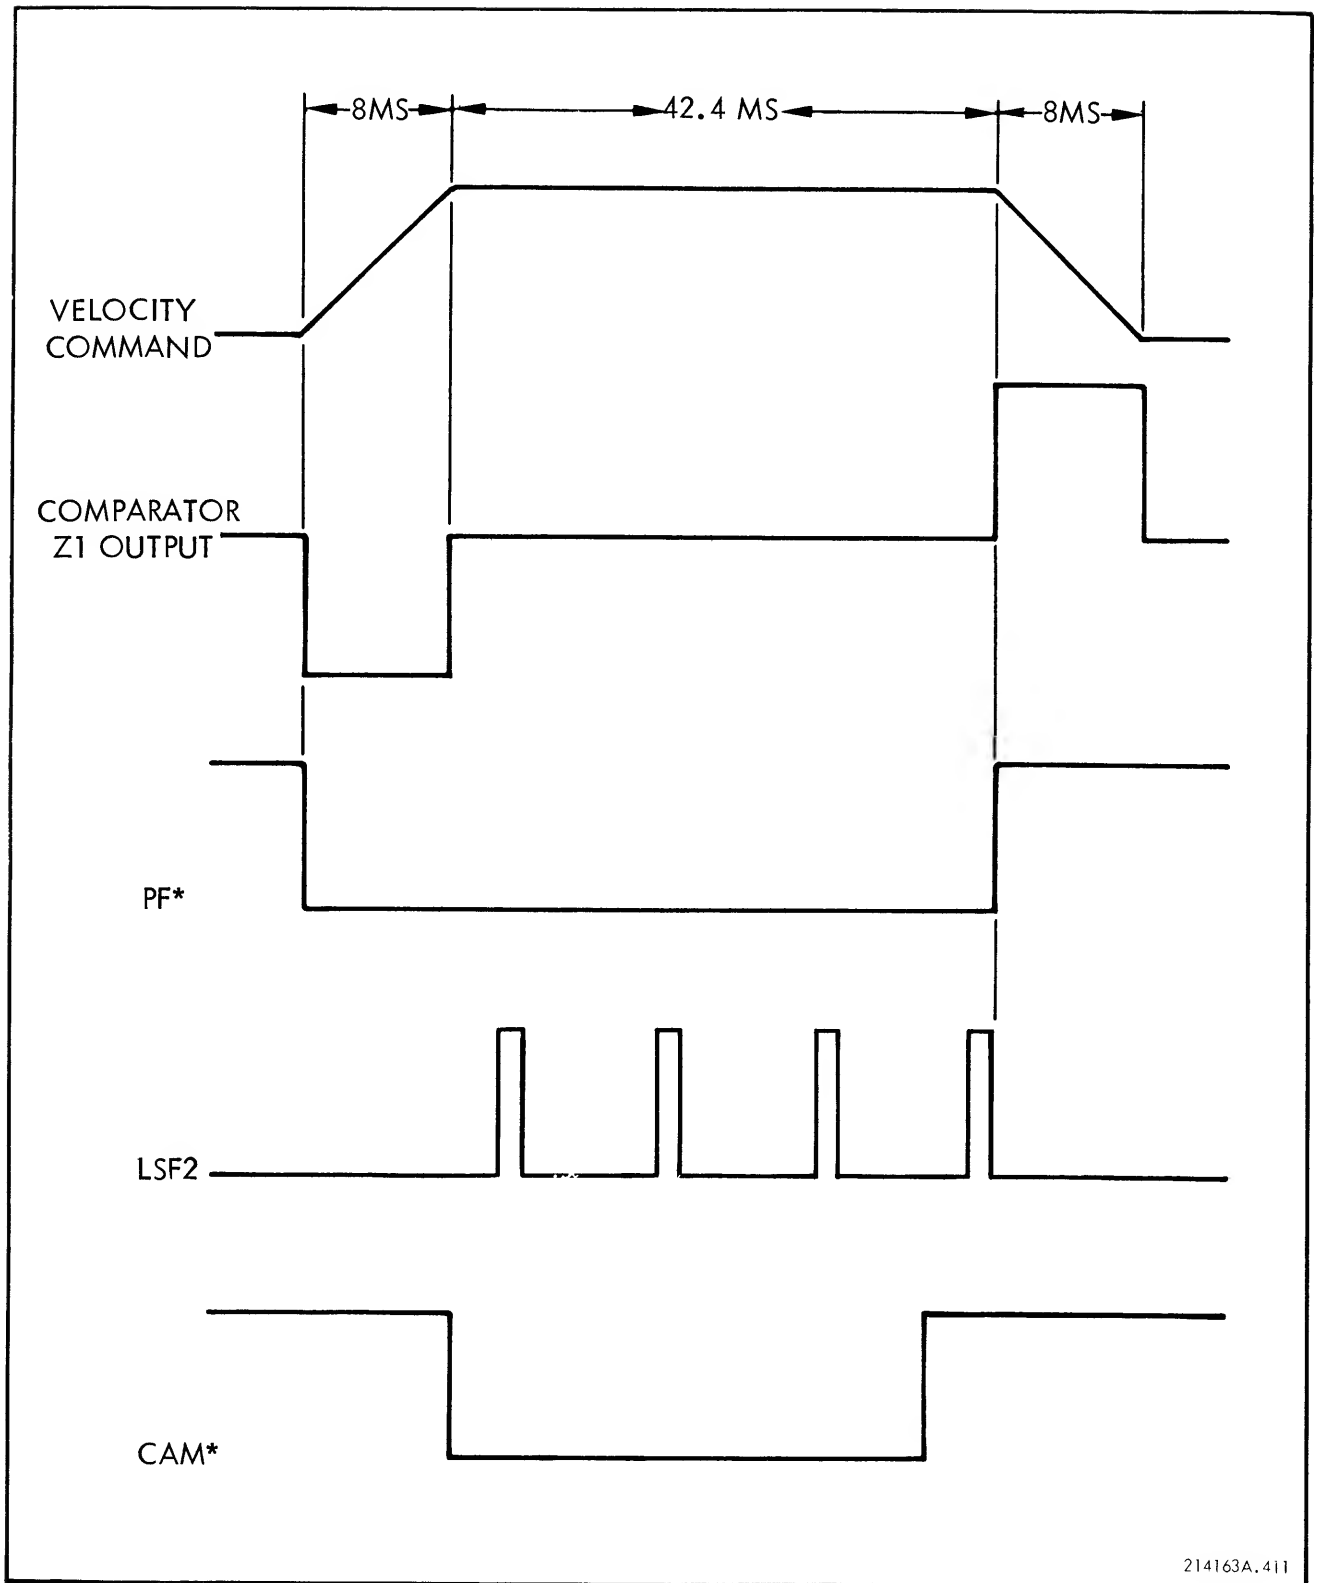 8MS 42.4 MS 8MS
VELOCITY
COMMAND
COMPARATOR
Z1 OUTPUT
PF*
LSF2
CAM*
214163A.411